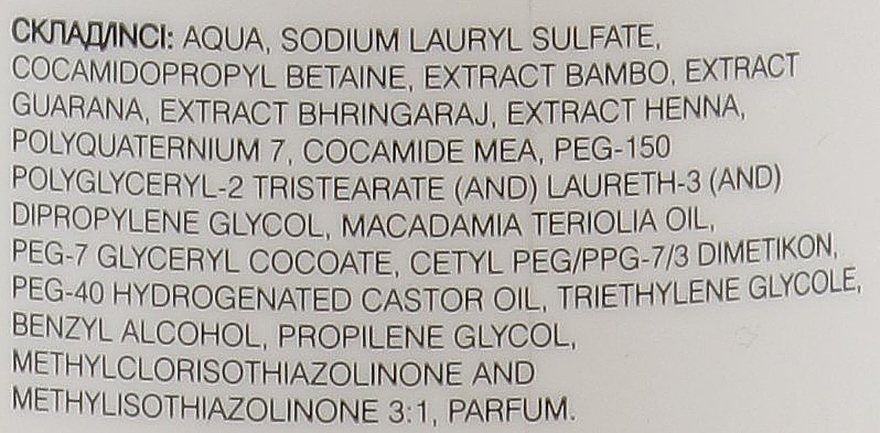 СКЛАД/INCI: AQUA, SODIUM LAURYL SULFATE,
COCAMIDOPROPYL BETAINE, EXTRACT BAMBO, EXTRACT
GUARANA, EXTRACT BHRINGARAJ, EXTRACT HENNA,
POLYQUATERNIUM 7, COCAMIDE MEA, PEG-150
POLYGLYCERYL-2 TRISTEARATE (AND) LAURETH-3 (AND)
DIPROPYLENE GLYCOL, MACADAMIA TERIOLIA OIL,
PEG-7 GLYCERYL COCOATE, CETYL PEG/PPG-7/3 DIMETIKON,
PEG-40 HYDROGENATED CASTOR OIL, TRIETHYLENE GLYCOLE,
BENZYL ALCOHOL, PROPILENE GLYCOL,
METHYLCLORISOTHIAZOLINONE AND
METHYLISOTHIAZOLINONE 3:1, PARFUM.